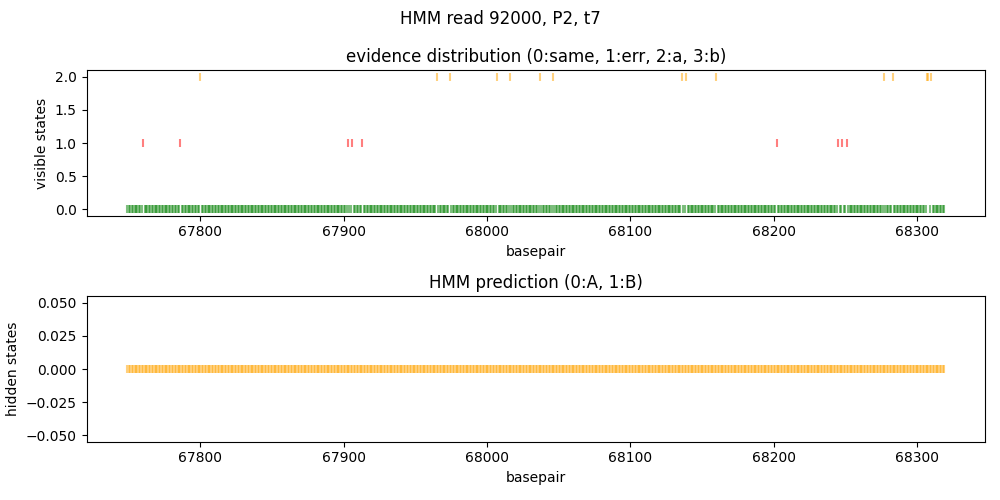 HMM read 92000, P2, t7
evidence distribution (0:same, 1:err, 2:a, 3:b)
visible states
2.0
1.5
1.0
0.5
0.0
67800 67900 68000 68100 68200 68300
basepair
HMM prediction (0:A, 1:B)
hidden states
0.050
0.025
0.000
−0.025
−0.050
67800 67900 68000 68100 68200 68300
basepair